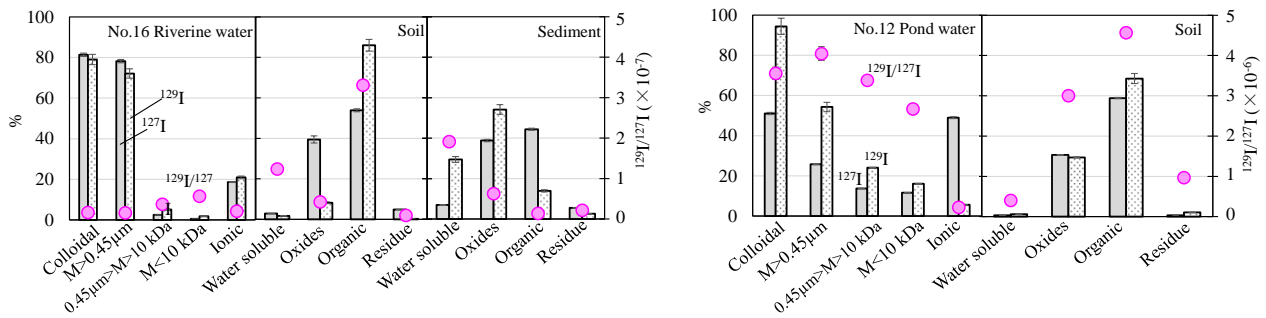 No.16 Riverine water
Soil
Sediment
100
80
60
40
20
0
%
¹²⁹I
¹²⁷I
¹²⁹I/¹²⁷I
5
4
3
2
1
0
¹²⁹I/¹²⁷I (×10⁻⁷)
Colloidal
M>0.45μm
0.45μm>M>10 kDa
M<10 kDa
Ionic
Water soluble
Oxides
Organic
Residue
Water soluble
Oxides
Organic
Residue
No.12 Pond water
Soil
100
80
60
40
20
0
%
¹²⁹I/¹²⁷I
¹²⁹I
¹²⁷I
5
4
3
2
1
0
¹²⁹I/¹²⁷I (×10⁻⁶)
Colloidal
M>0.45μm
0.45μm>M>10 kDa
M<10 kDa
Ionic
Water soluble
Oxides
Organic
Residue